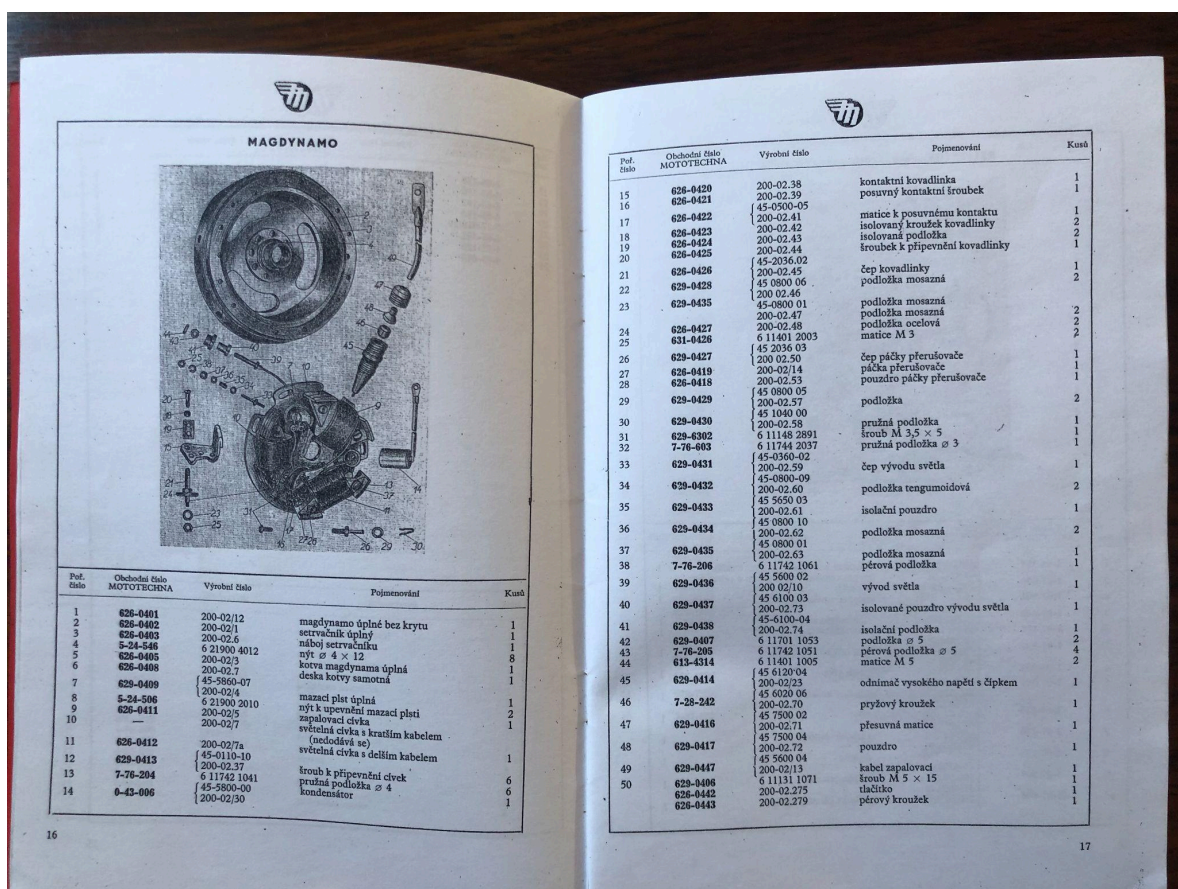 MAGDYNAMO
Poř. číslo Obchodní číslo MOTOTECHNA Výrobní číslo Pojmenování Kusů
1 626-0401 200-02/12 magdynamo úplné bez krytu 1
2 626-0402 200-02/1 setrvačník úplný 1
3 626-0403 200-02.6 náboj setrvačníku 1
4 5-24-546 6 21900 4012 nýt ⌀ 4 × 12 8
5 626-0405 200-02/3 kotva magdynama úplná 1
6 626-0408 200-02.7 deska kotvy samotná 1
7 629-0409 { 45-5860-07
200-02/4 mazací plst úplná 1
8 5-24-506 6 21900 2010 nýt k upevnění mazací plsti 2
9 626-0411 200-02/5 zapalovací cívka 1
10 — 200-02/7 světelná cívka s kratším kabelem
(nedodává se)
11 626-0412 200-02/7a světelná cívka s delším kabelem 1
12 629-0413 { 45-0110-10
200-02.37 šroub k připevnění cívek 6
13 7-76-204 6 11742 1041 pružná podložka ⌀ 4 6
14 0-43-006 { 45-5800-00
200-02/30 kondensátor 1
16
Poř. číslo Obchodní číslo MOTOTECHNA Výrobní číslo Pojmenování Kusů
15 626-0420 200-02.38 kontaktní kovadlinka 1
16 626-0421 200-02.39 posuvný kontaktní šroubek 1
17 626-0422 { 45-0500-05
200-02.41 matice k posuvnému kontaktu 1
18 626-0423 200-02.42 isolovaný kroužek kovadlinky 2
19 626-0424 200-02.43 isolovaná podložka 2
20 626-0425 200-02.44 šroubek k připevnění kovadlinky 1
21 626-0426 { 45-2036.02
200-02.45 čep kovadlinky 1
22 629-0428 { 45 0800 06
200 02.46 podložka mosazná 2
23 629-0435 45-0800 01 podložka mosazná
200-02.47 podložka mosazná 2
24 626-0427 200-02.48 podložka ocelová 2
25 631-0426 6 11401 2003 matice M 3 2
26 629-0427 { 45 2036 03
200 02.50 čep páčky přerušovače 1
27 626-0419 200-02/14 páčka přerušovače 1
28 626-0418 200-02.53 pouzdro páčky přerušovače 1
29 629-0429 { 45 0800 05
200-02.57 podložka 2
30 629-0430 { 45 1040 00
200-02.58 pružná podložka 1
31 629-6302 6 11148 2891 šroub M 3,5 × 5 1
32 7-76-603 6 11744 2037 pružná podložka ⌀ 3 1
33 629-0431 { 45-0360-02
200-02.59 čep vývodu světla 1
34 629-0432 { 45-0800-09
200-02.60 podložka tengumoidová 2
35 629-0433 { 45 5650 03
200-02.61 isolační pouzdro 1
36 629-0434 { 45 0800 10
200-02.62 podložka mosazná 2
37 629-0435 { 45 0800 01
200-02.63 podložka mosazná 1
38 7-76-206 6 11742 1061 pérová podložka 1
39 629-0436 { 45 5600 02
200 02/10 vývod světla 1
40 629-0437 { 45 6100 03
200-02.73 isolované pouzdro vývodu světla 1
41 629-0438 { 45-6100-04
200-02.74 isolační podložka 1
42 629-0407 6 11701 1053 podložka ⌀ 5 2
43 7-76-205 6 11742 1051 pérová podložka ⌀ 5 4
44 613-4314 6 11401 1005 matice M 5 2
45 629-0414 { 45 6120 04
200-02/23 odnímač vysokého napětí s čípkem 1
46 7-28-242 { 45 6020 06
200-02.70 pryžový kroužek 1
47 629-0416 { 45 7500 02
200-02.71 přesuvná matice 1
48 629-0417 { 45 7500 04
200-02.72 pouzdro 1
49 629-0447 { 45 5600 04
200-02/13 kabel zapalovací 1
50 629-0406 6 11131 1071 šroub M 5 × 15 1
626-0442 200-02.275 tlačítko 1
626-0443 200-02.279 pérový kroužek 1
17